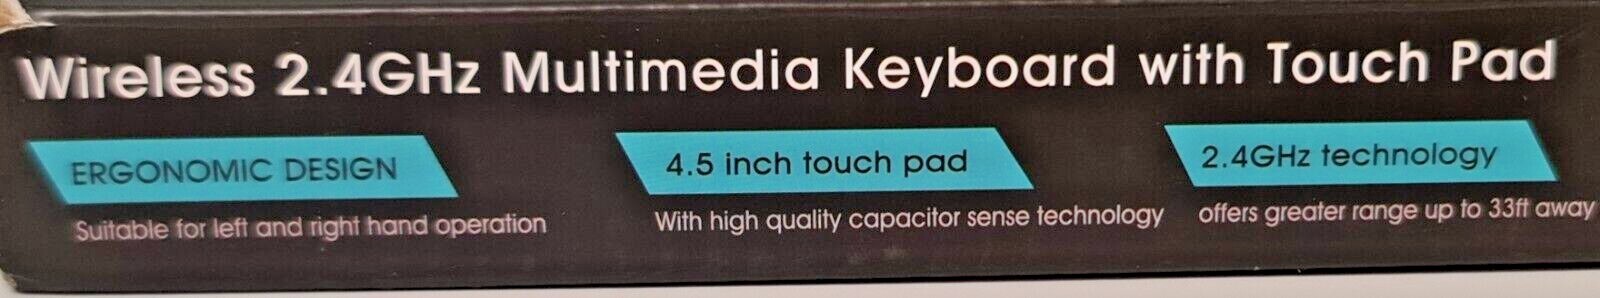 Wireless 2.4GHz Multimedia Keyboard with Touch Pad
ERGONOMIC DESIGN
Suitable for left and right hand operation
4.5 inch touch pad
With high quality capacitor sense technology
2.4GHz technology
offers greater range up to 33ft away